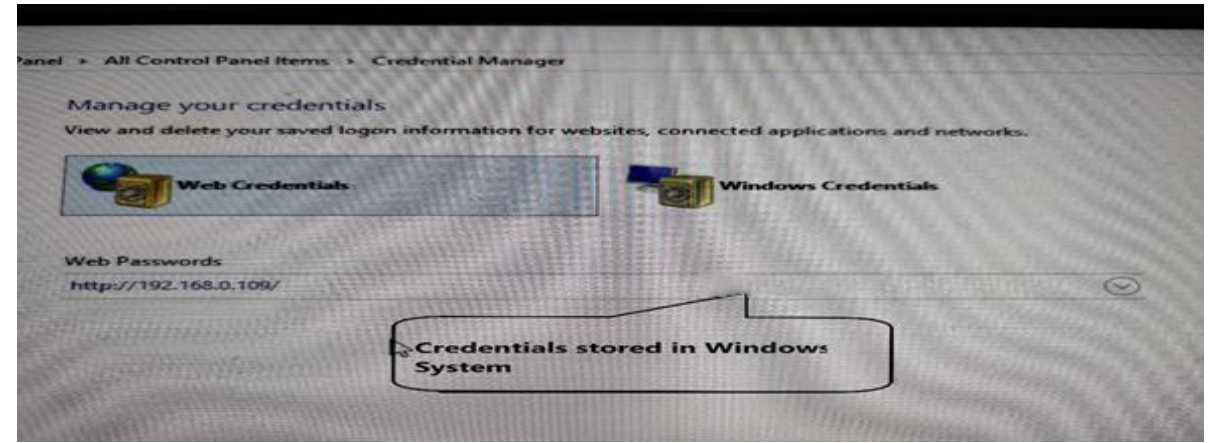 Panel > All Control Panel Items > Credential Manager
Manage your credentials
View and delete your saved logon information for websites, connected applications and networks.
Web Credentials
Windows Credentials
Web Passwords
http://192.168.0.109/
Credentials stored in Windows
System